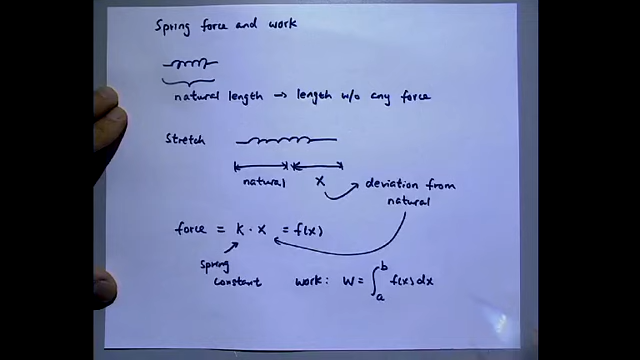 Spring force and work
natural length → length w/o any force
Stretch
natural x → deviation from
natural
force = k · x = f(x)
Spring
constant work: W = ∫ₐᵇ f(x) dx